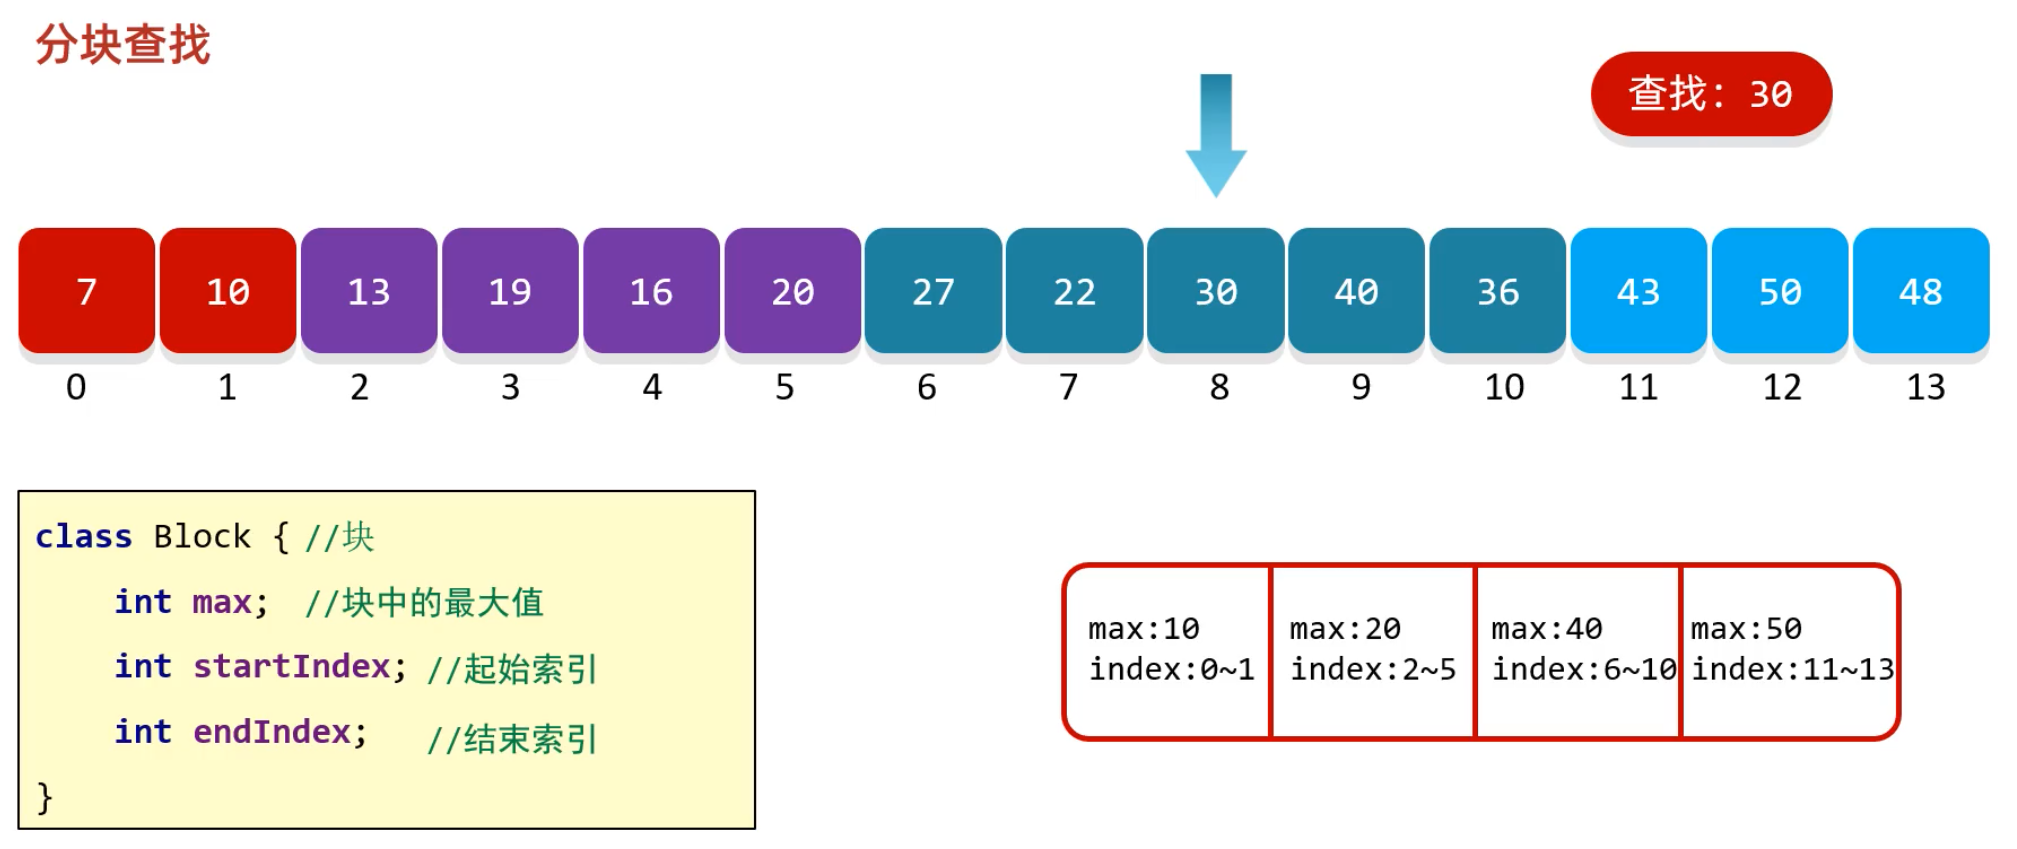 分块查找
查找：30
7 10 13 19 16 20 27 22 30 40 36 43 50 48
0 1 2 3 4 5 6 7 8 9 10 11 12 13
class Block { //块
int max; //块中的最大值
int startIndex; //起始索引
int endIndex; //结束索引
}
max:10 max:20 max:40 max:50
index:0~1 index:2~5 index:6~10 index:11~13